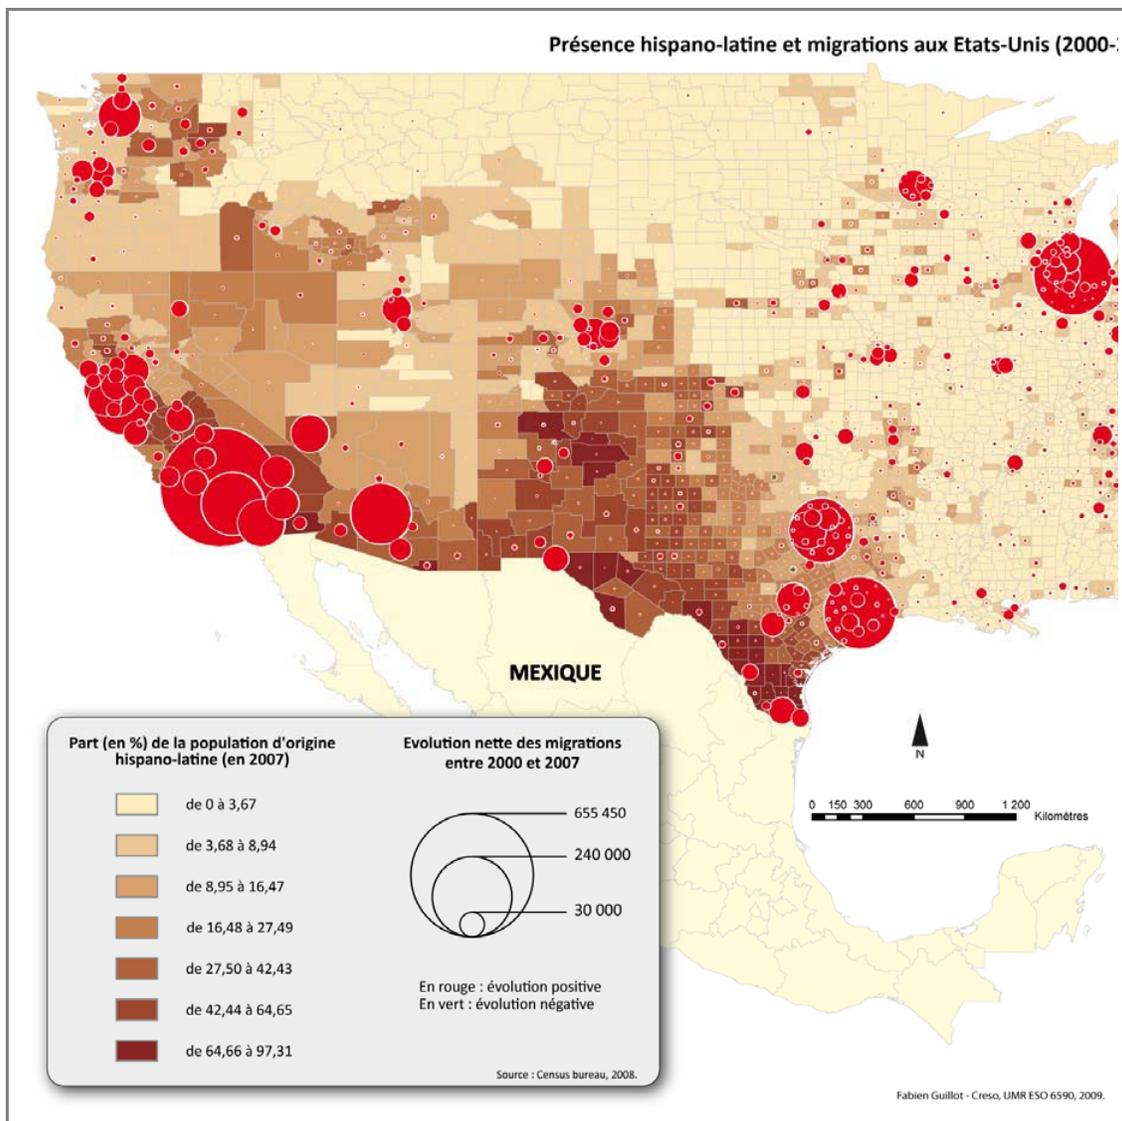 Présence hispano-latine et migrations aux Etats-Unis (2000-
MEXIQUE
N
0 150 300 600 900 1 200
Kilomètres
Part (en %) de la population d'origine
hispano-latine (en 2007)
de 0 à 3,67
de 3,68 à 8,94
de 8,95 à 16,47
de 16,48 à 27,49
de 27,50 à 42,43
de 42,44 à 64,65
de 64,66 à 97,31
Evolution nette des migrations
entre 2000 et 2007
655 450
240 000
30 000
En rouge : évolution positive
En vert : évolution négative
Source : Census bureau, 2008.
Fabien Guillot - Creso, UMR ESO 6590, 2009.